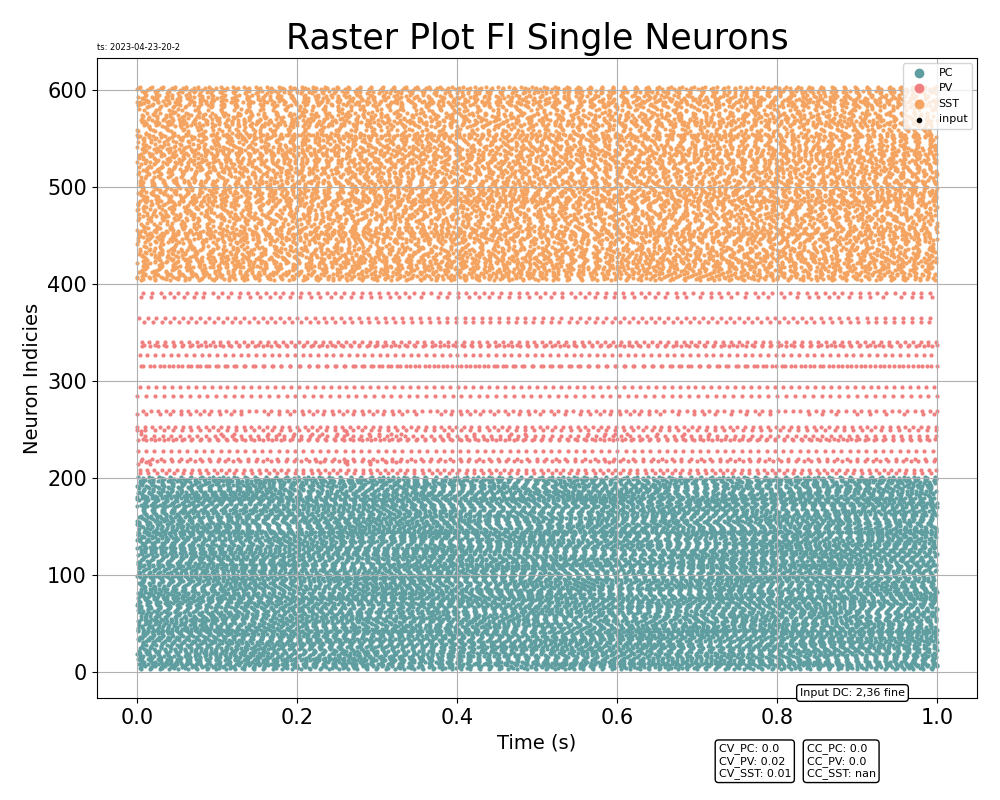 Raster Plot FI Single Neurons
ts: 2023-04-23-20-2
PC
PV
SST
input
600
500
400
300
200
100
0
Neuron Indicies
Input DC: 2,36 fine
0.0 0.2 0.4 0.6 0.8 1.0
Time (s)
CV_PC: 0.0
CV_PV: 0.02
CV_SST: 0.01
CC_PC: 0.0
CC_PV: 0.0
CC_SST: nan